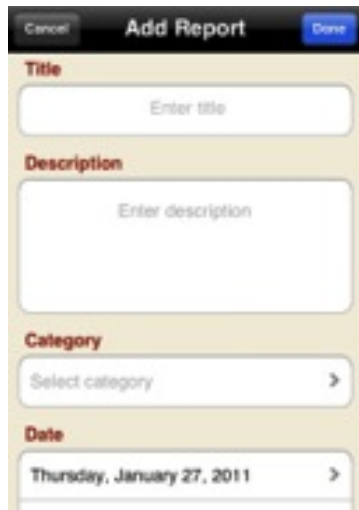 Cancel Add Report Done
Title
Enter title
Description
Enter description
Category
Select category
Date
Thursday, January 27, 2011